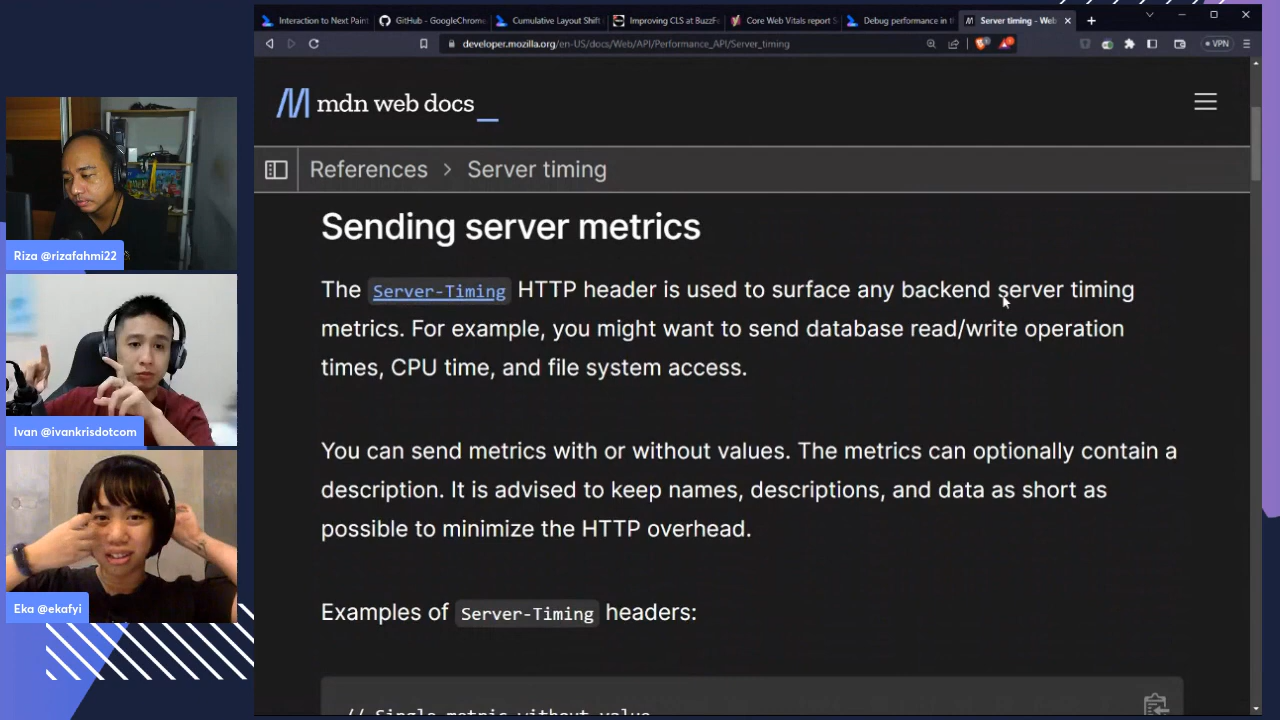 Interaction to Next Paint
GitHub - GoogleChrome
Cumulative Layout Shift
Improving CLS at BuzzFe
Core Web Vitals report
Debug performance in t
Server timing - Web
developer.mozilla.org/en-US/docs/Web/API/Performance_API/Server_timing
VPN
mdn web docs_
References > Server timing
Sending server metrics
The Server-Timing HTTP header is used to surface any backend server timing
metrics. For example, you might want to send database read/write operation
times, CPU time, and file system access.
You can send metrics with or without values. The metrics can optionally contain a
description. It is advised to keep names, descriptions, and data as short as
possible to minimize the HTTP overhead.
Examples of Server-Timing headers:
// Single metric without value
Riza @rizafahmi22
Ivan @ivankrisdotcom
Eka @ekafyi